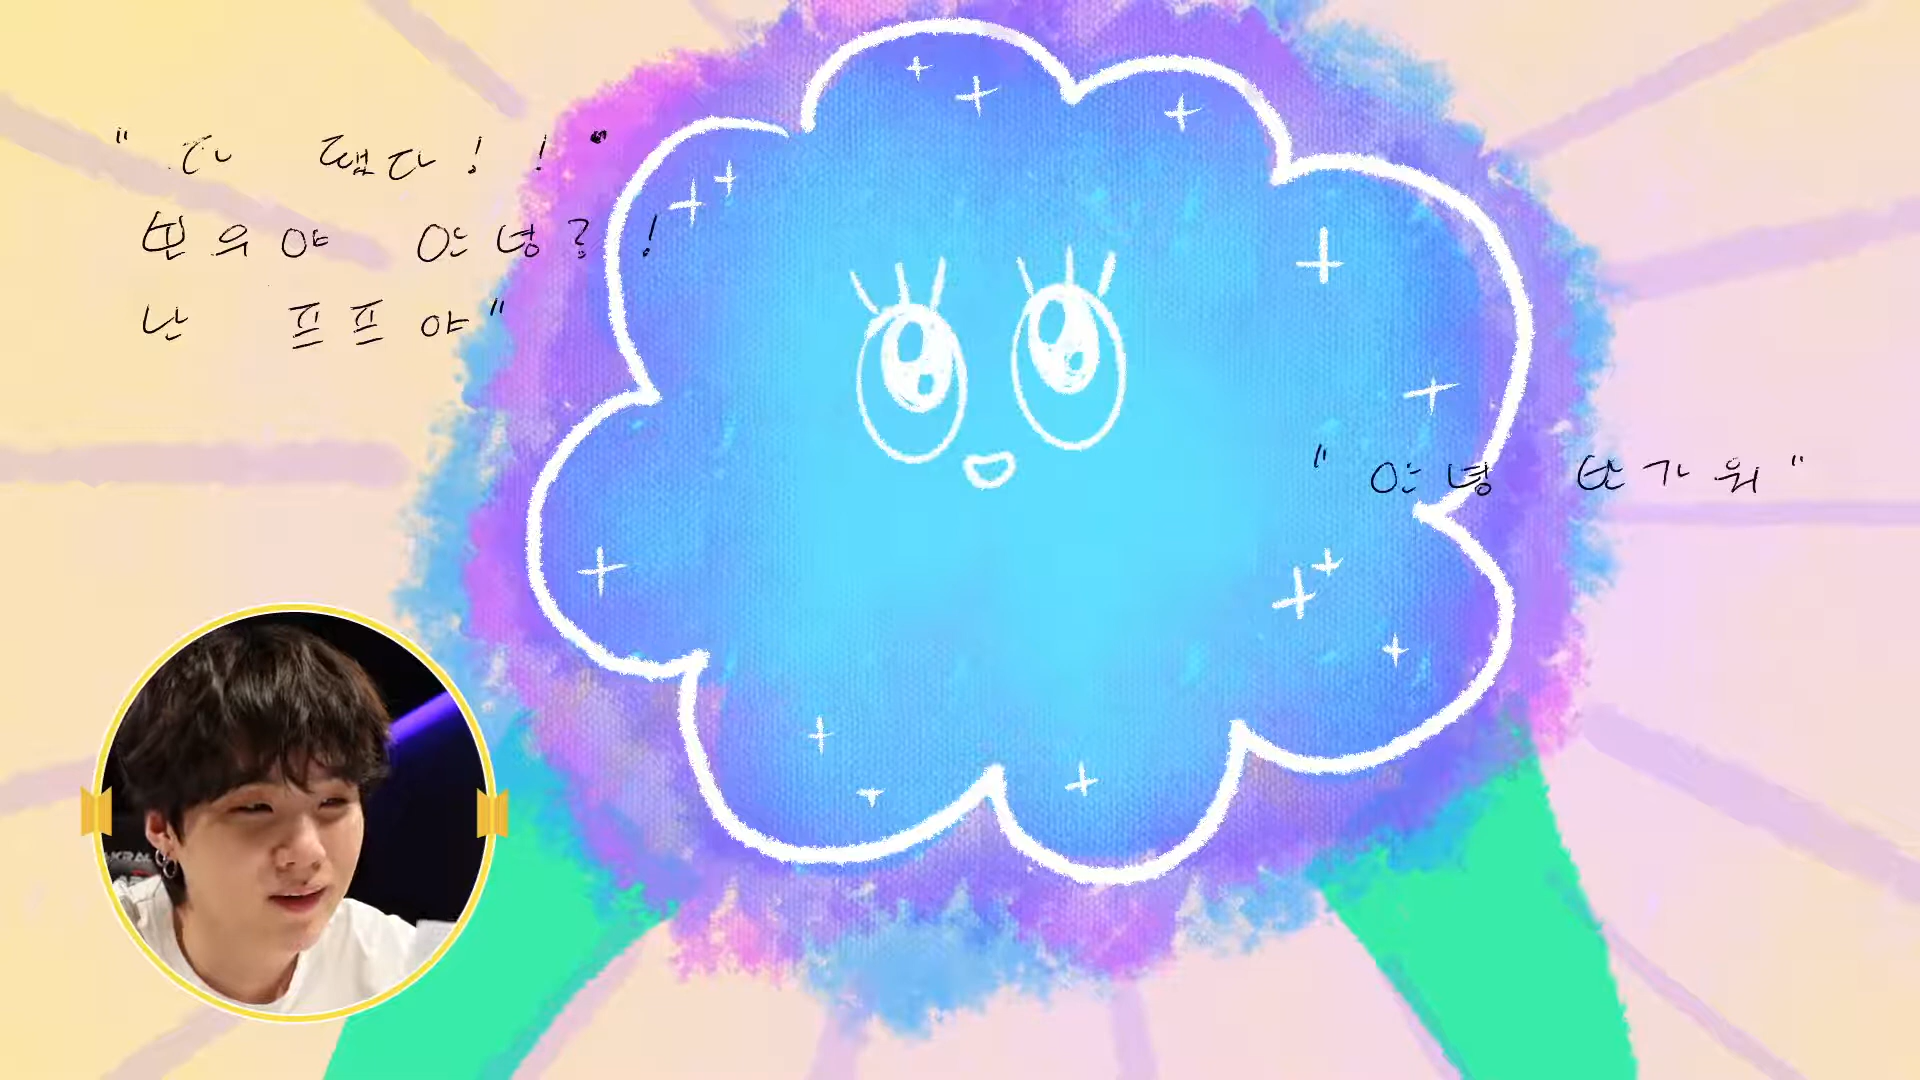 " 다 됐다! ! "
안녕? !
난 프프야"
" 안녕 반가워 "